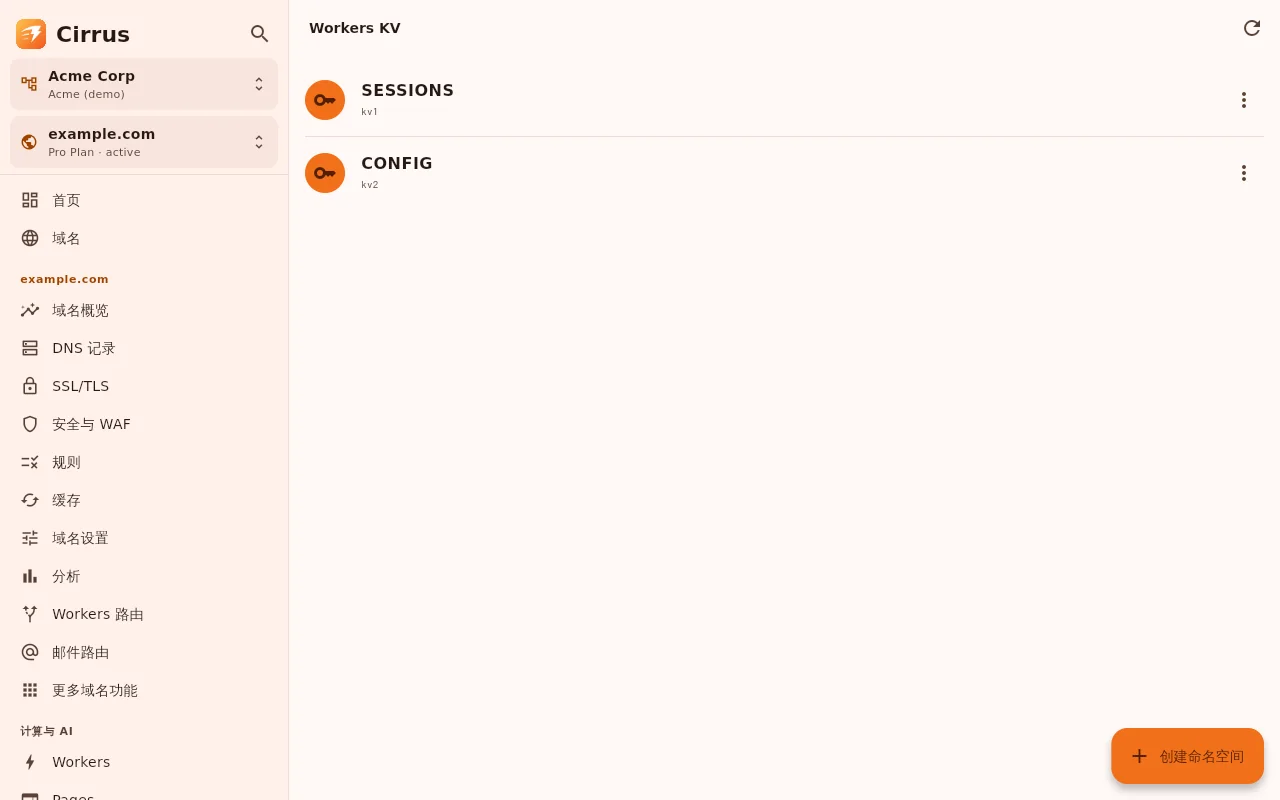 Cirrus
Acme Corp
Acme (demo)
example.com
Pro Plan · active
首页
域名
example.com
域名概览
DNS 记录
SSL/TLS
安全与 WAF
规则
缓存
域名设置
分析
Workers 路由
邮件路由
更多域名功能
计算与 AI
Workers
Pages
Workers KV
SESSIONS
kv1
CONFIG
kv2
创建命名空间